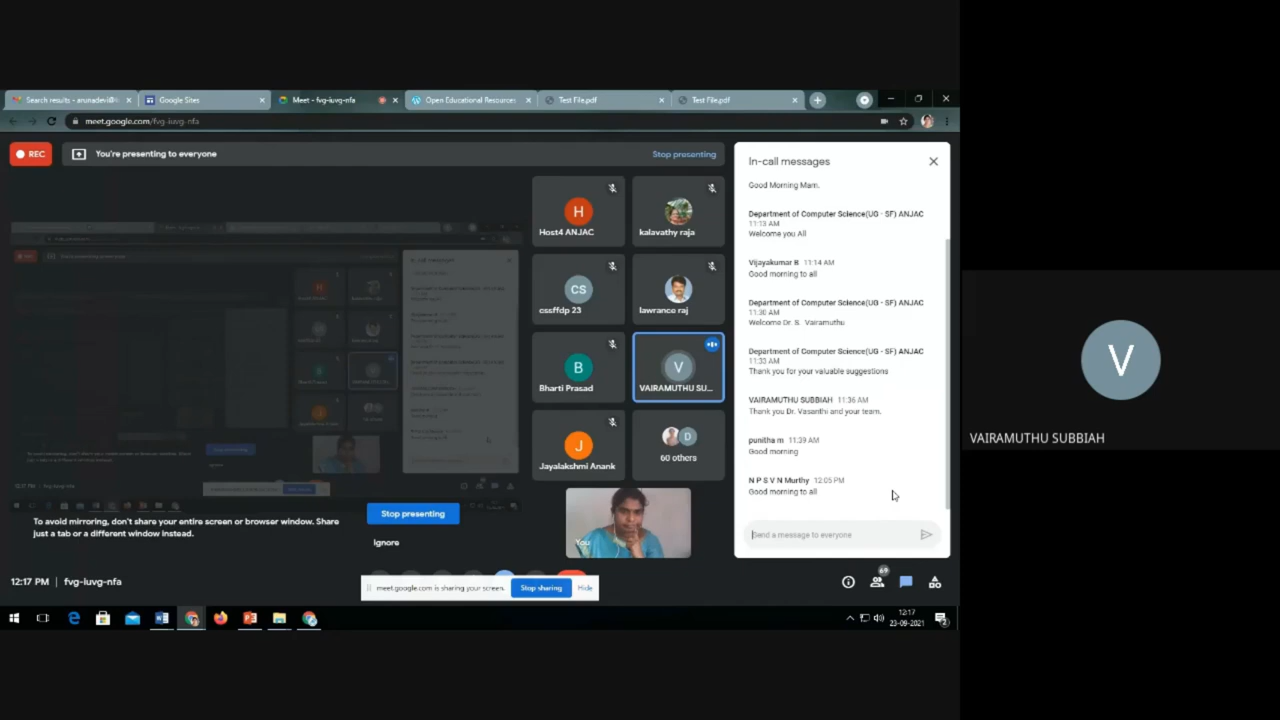 Search results - arunadevi@
Google Sites
Meet - fvg-iuvg-nfa
Open Educational Resources
Test File.pdf
Test File.pdf
meet.google.com/fvg-iuvg-nfa
REC
You're presenting to everyone
Stop presenting
H
Host4 ANJAC
kalavathy raja
CS
cssffdp 23
lawrance raj
B
Bharti Prasad
V
VAIRAMUTHU SU...
J
Jayalakshmi Anank
D
60 others
You
To avoid mirroring, don't share your entire screen or browser window. Share
just a tab or a different window instead.
Stop presenting
Ignore
12:17 PM | fvg-iuvg-nfa
meet.google.com is sharing your screen.
Stop sharing
Hide
In-call messages
Good Morning Mam.
Department of Computer Science(UG - SF) ANJAC
11:13 AM
Welcome you All
Vijayakumar B 11:14 AM
Good morning to all
Department of Computer Science(UG - SF) ANJAC
11:30 AM
Welcome Dr. S. Vairamuthu
Department of Computer Science(UG - SF) ANJAC
11:33 AM
Thank you for your valuable suggestions
VAIRAMUTHU SUBBIAH 11:36 AM
Thank you Dr. Vasanthi and your team.
punitha m 11:39 AM
Good morning
N P S V N Murthy 12:05 PM
Good morning to all
Send a message to everyone
69
12:17
23-09-2021
2
V
VAIRAMUTHU SUBBIAH